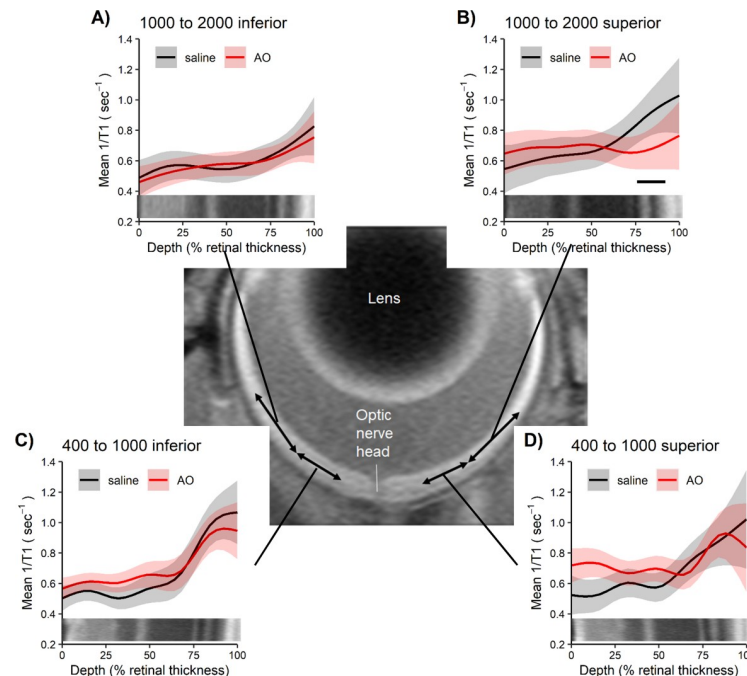 A)
1000 to 2000 inferior
saline AO
Mean 1/T1 ( sec⁻¹ )
1.4
1.2
1.0
0.8
0.6
0.4
0.2
0 25 50 75 100
Depth (% retinal thickness)
B)
1000 to 2000 superior
saline AO
Mean 1/T1 ( sec⁻¹ )
1.4
1.2
1.0
0.8
0.6
0.4
0.2
0 25 50 75 100
Depth (% retinal thickness)
Lens
Optic
nerve
head
C)
400 to 1000 inferior
saline AO
Mean 1/T1 ( sec⁻¹ )
1.4
1.2
1.0
0.8
0.6
0.4
0.2
0 25 50 75 100
Depth (% retinal thickness)
D)
400 to 1000 superior
saline AO
Mean 1/T1 ( sec⁻¹ )
1.4
1.2
1.0
0.8
0.6
0.4
0.2
0 25 50 75 100
Depth (% retinal thickness)